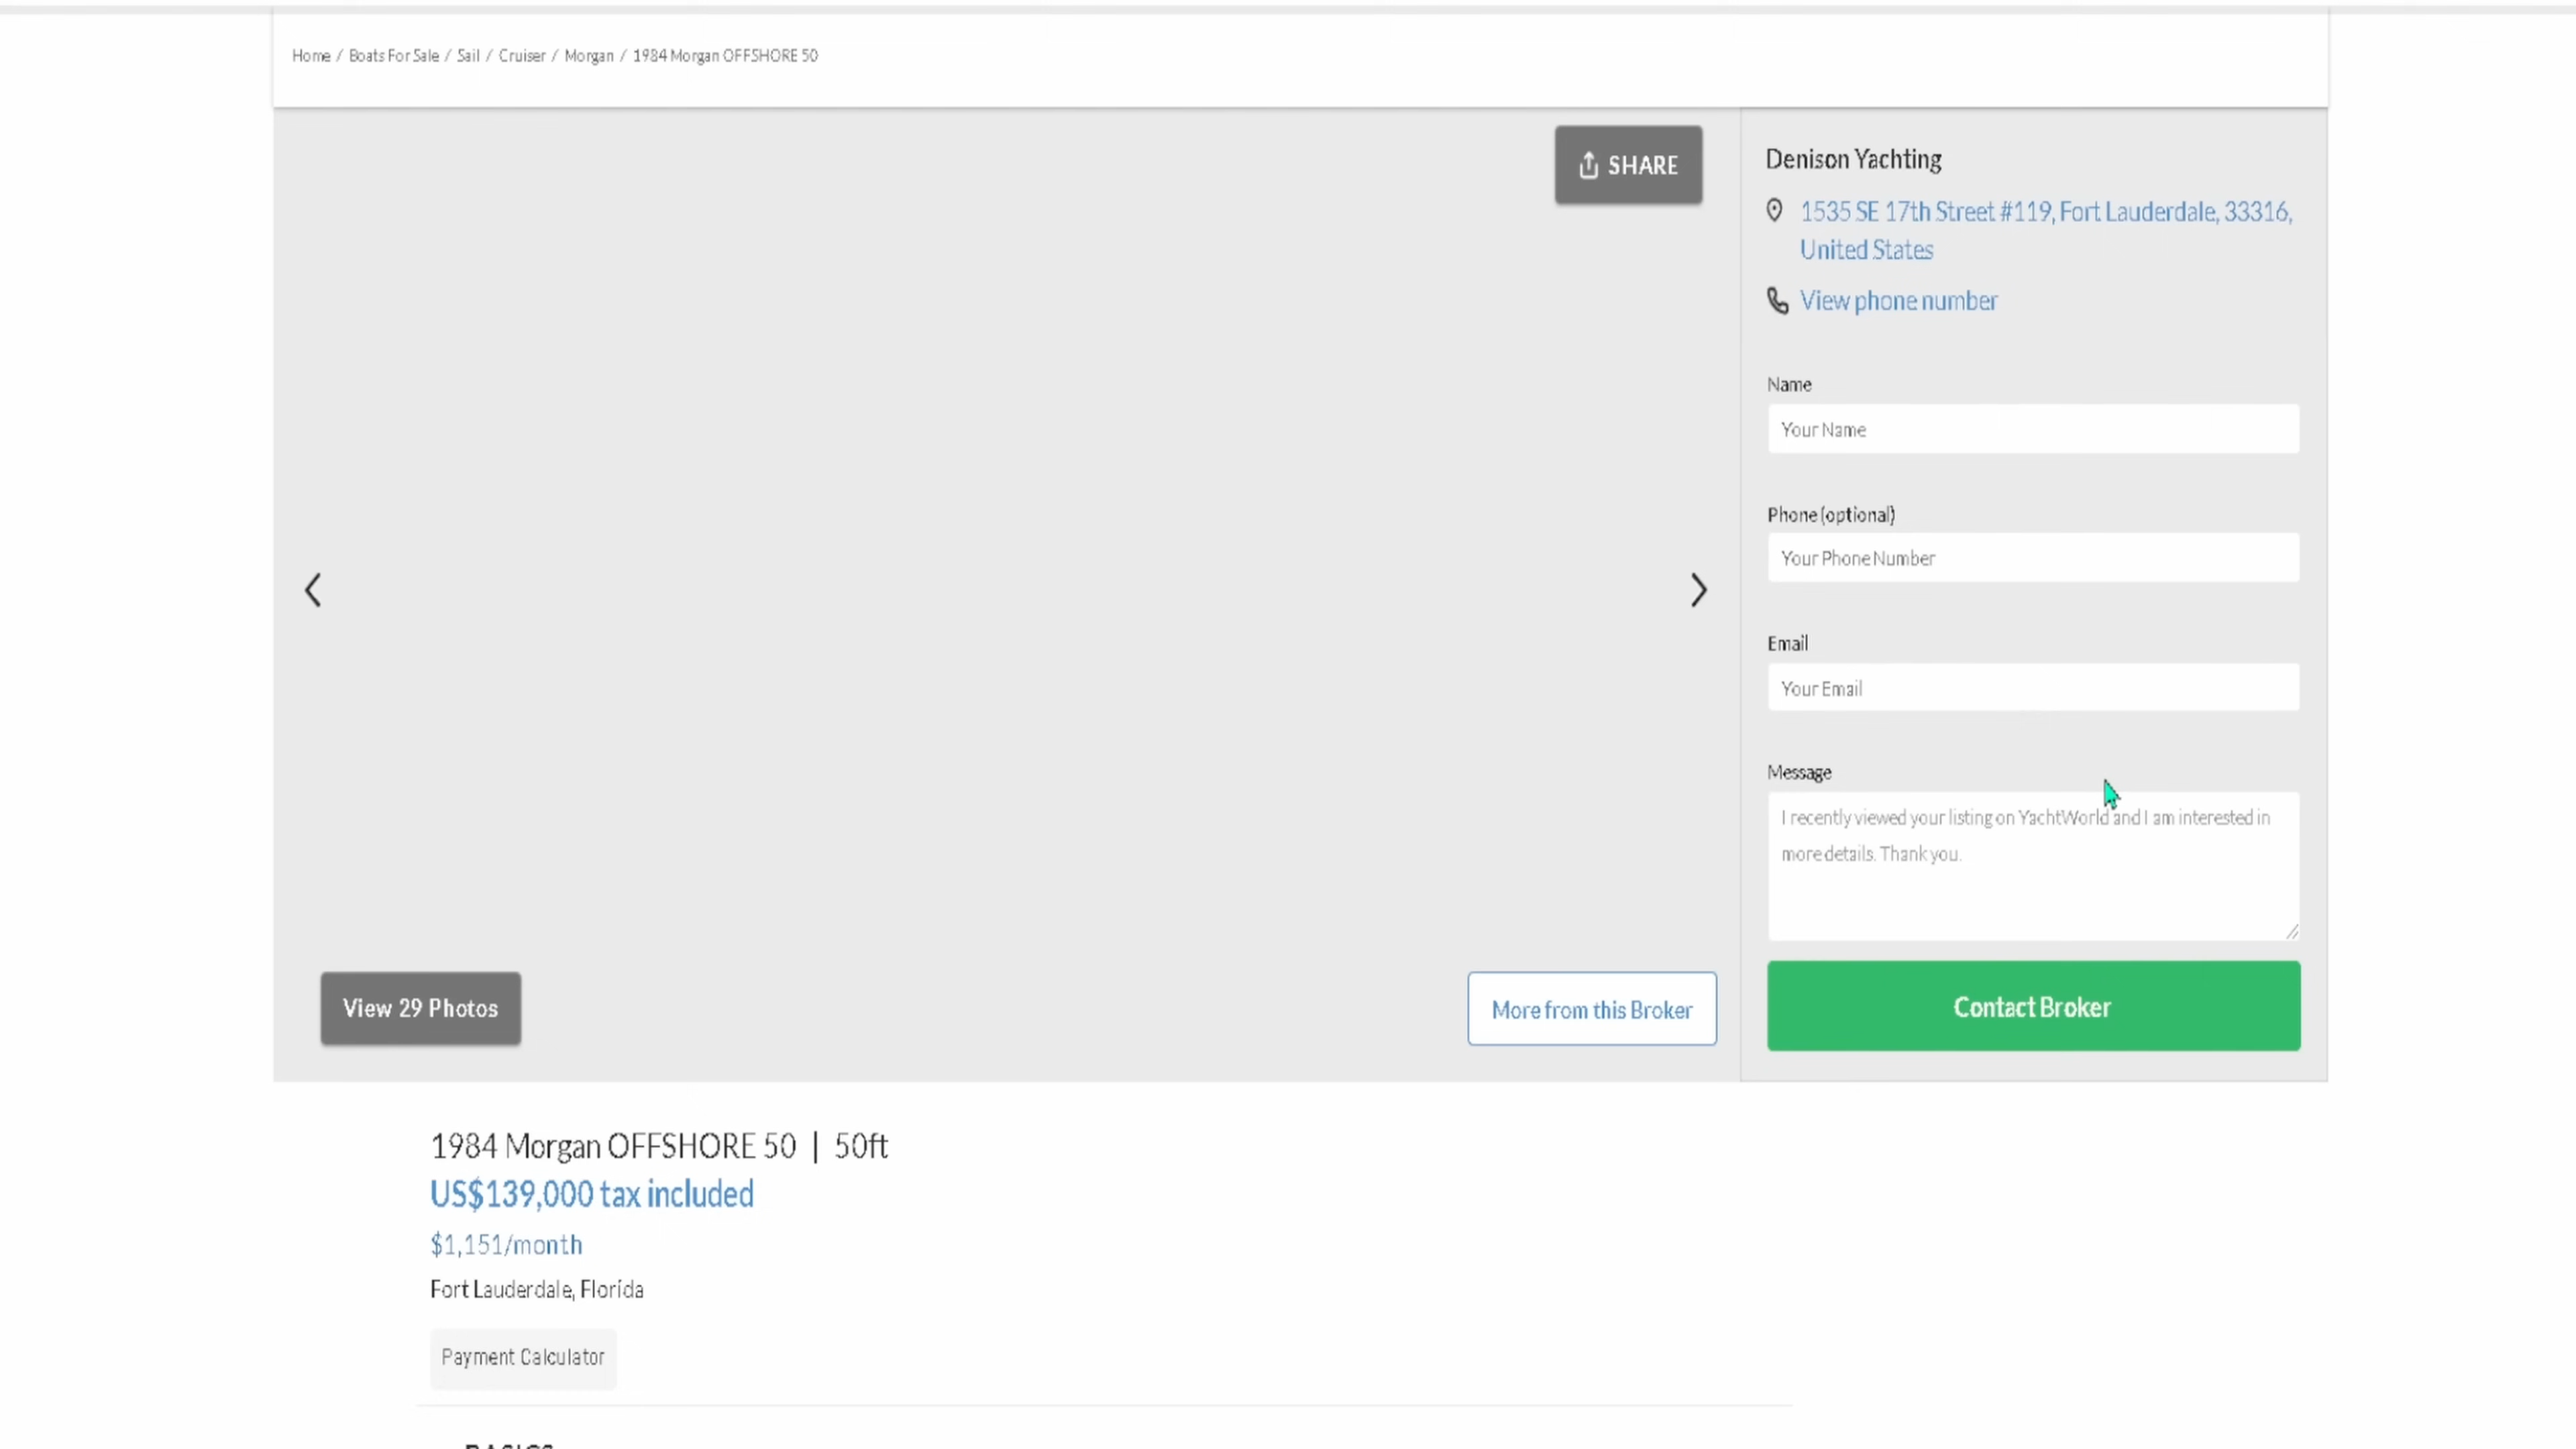 Home / Boats For Sale / Sail / Cruiser / Morgan / 1984 Morgan OFFSHORE 50
SHARE
View 29 Photos
More from this Broker
Denison Yachting
1535 SE 17th Street #119, Fort Lauderdale, 33316,
United States
View phone number
Name
Your Name
Phone (optional)
Your Phone Number
Email
Your Email
Message
I recently viewed your listing on YachtWorld and I am interested in
more details. Thank you.
Contact Broker
1984 Morgan OFFSHORE 50 | 50ft
US$139,000 tax included
$1,151/month
Fort Lauderdale, Florida
Payment Calculator
BASICS